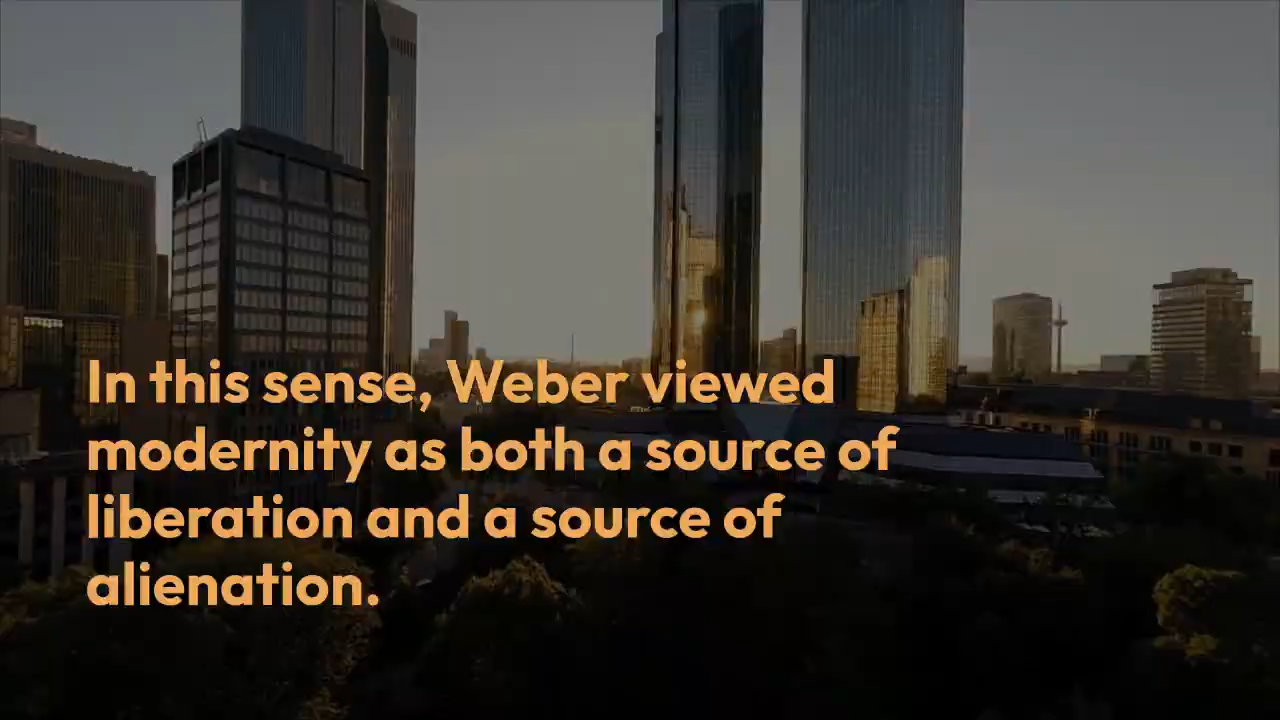 In this sense, Weber viewed
modernity as both a source of
liberation and a source of
alienation.